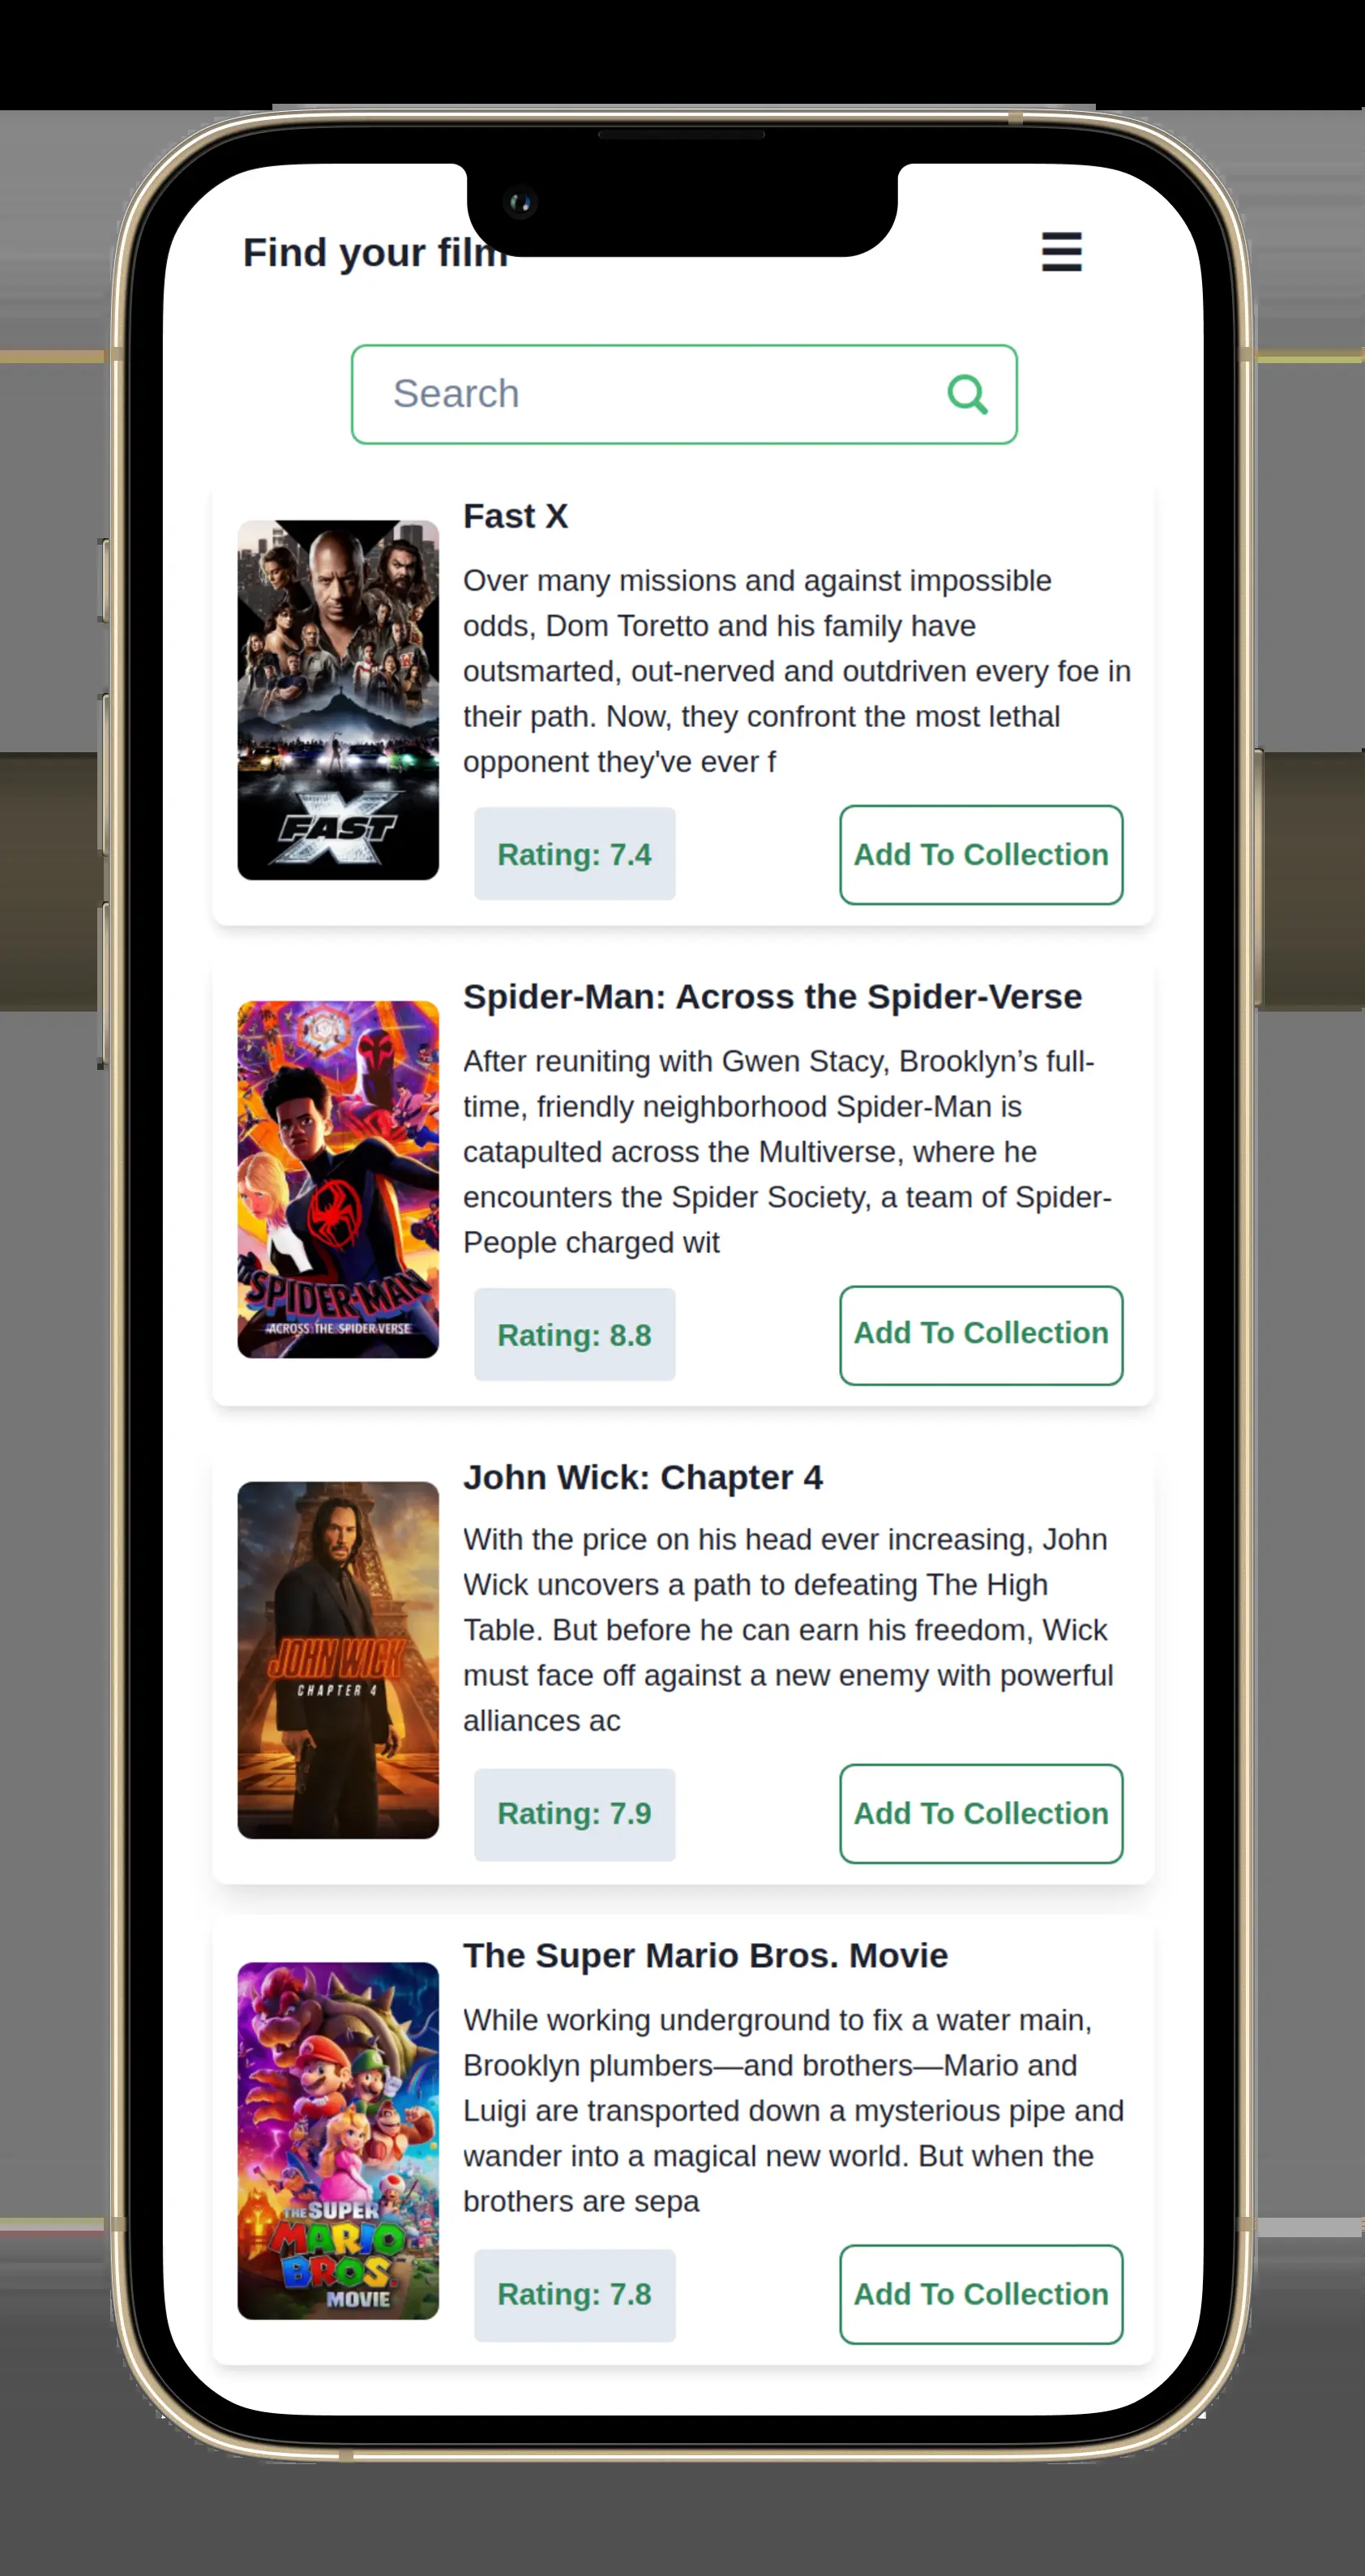 Find your film
Search
Fast X
Over many missions and against impossible
odds, Dom Toretto and his family have
outsmarted, out-nerved and outdriven every foe in
their path. Now, they confront the most lethal
opponent they've ever f
FAST
X
Rating: 7.4
Add To Collection
Spider-Man: Across the Spider-Verse
After reuniting with Gwen Stacy, Brooklyn’s full-
time, friendly neighborhood Spider-Man is
catapulted across the Multiverse, where he
encounters the Spider Society, a team of Spider-
People charged wit
SPIDER-MAN
ACROSS THE SPIDER-VERSE
Rating: 8.8
Add To Collection
John Wick: Chapter 4
With the price on his head ever increasing, John
Wick uncovers a path to defeating The High
Table. But before he can earn his freedom, Wick
must face off against a new enemy with powerful
alliances ac
JOHN WICK
CHAPTER 4
Rating: 7.9
Add To Collection
The Super Mario Bros. Movie
While working underground to fix a water main,
Brooklyn plumbers—and brothers—Mario and
Luigi are transported down a mysterious pipe and
wander into a magical new world. But when the
brothers are sepa
THE SUPER
MARIO
BROS.
MOVIE
Rating: 7.8
Add To Collection